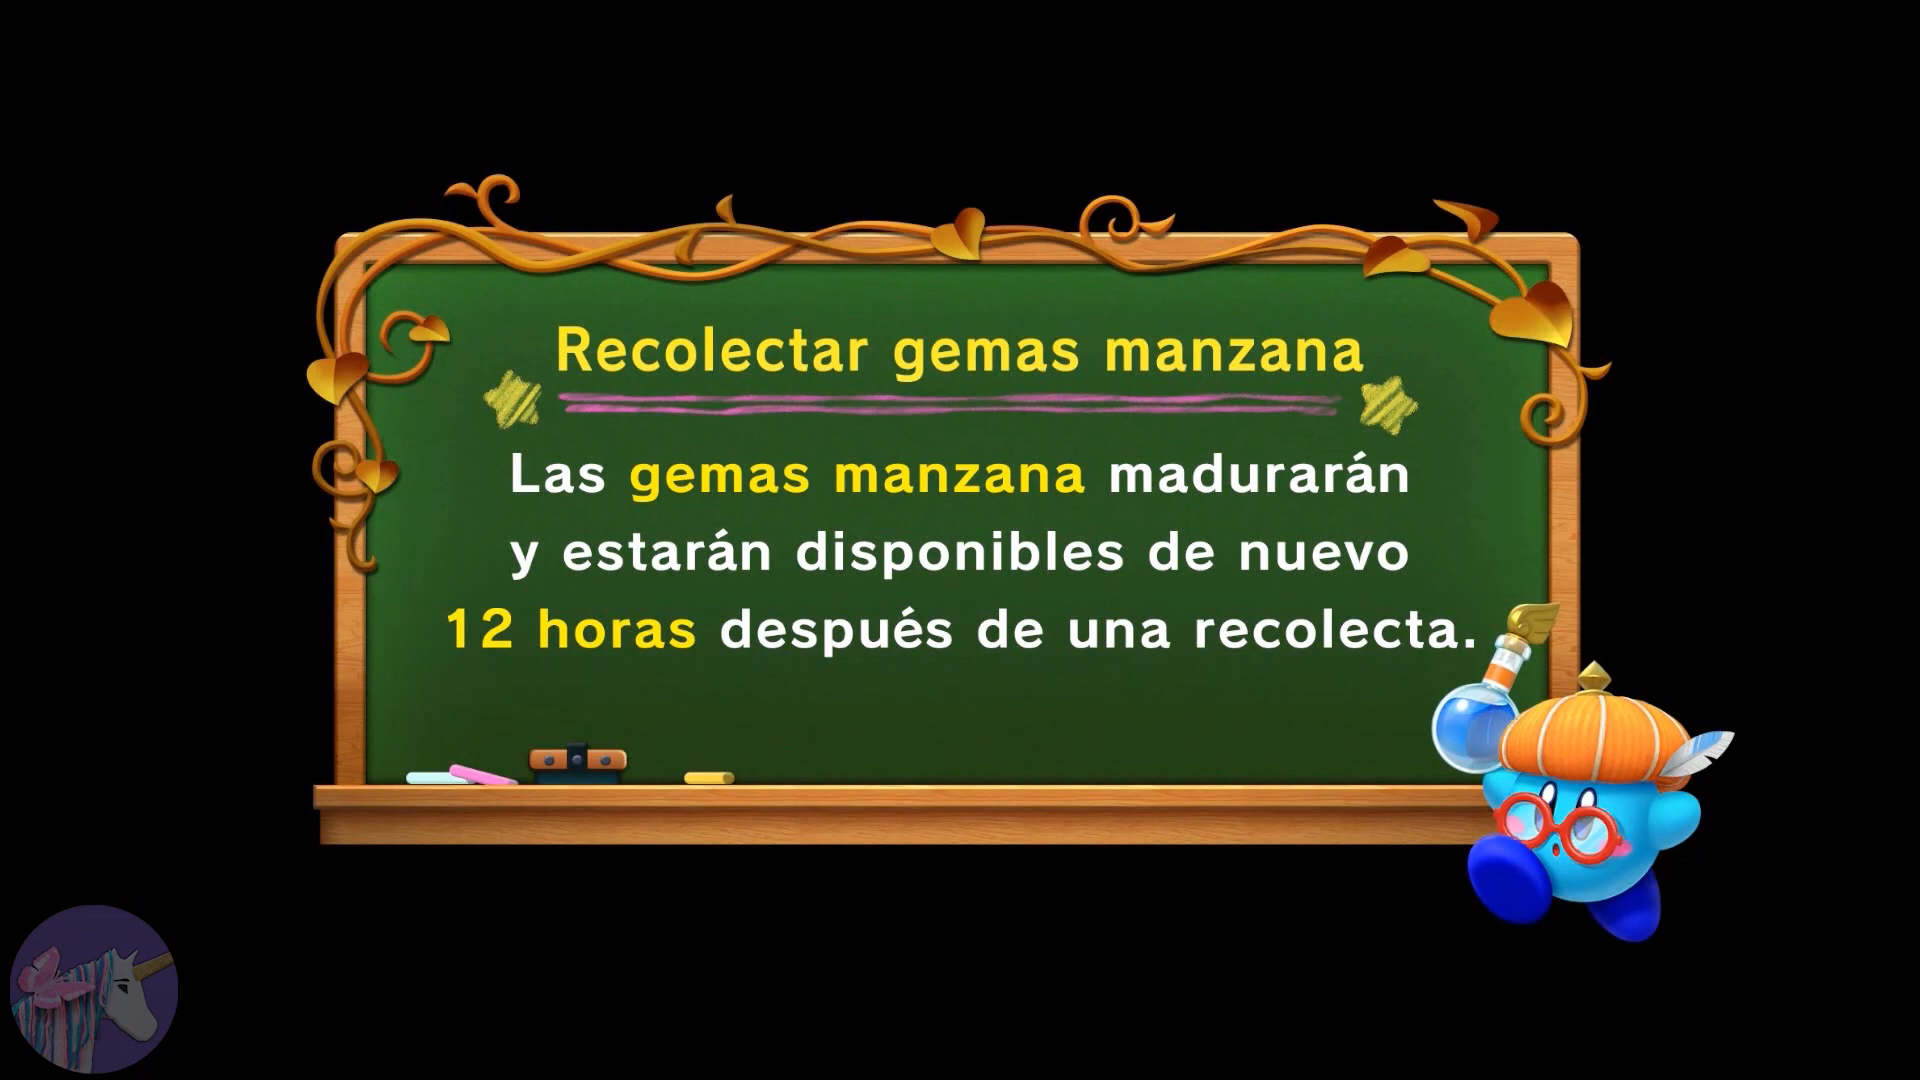 Recolectar gemas manzana
Las gemas manzana madurarán
y estarán disponibles de nuevo
12 horas después de una recolecta.